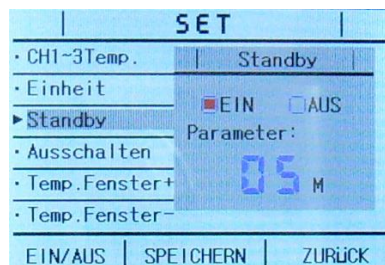 SET
· CH1~3Temp.
· Einheit
▶Standby
· Ausschalten
· Temp.Fenster+
· Temp.Fenster-
Standby
EIN AUS
Parameter:
05 M
EIN/AUS SPEICHERN ZURÜCK